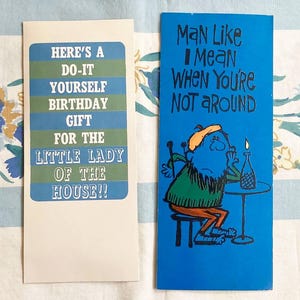 HERE'S A
DO-IT
YOURSELF
BIRTHDAY
GIFT
FOR THE
LITTLE LADY
OF THE
HOUSE!!
MAN LIKE
I MEAN
WHEN YOU'RE
NOT AROUND